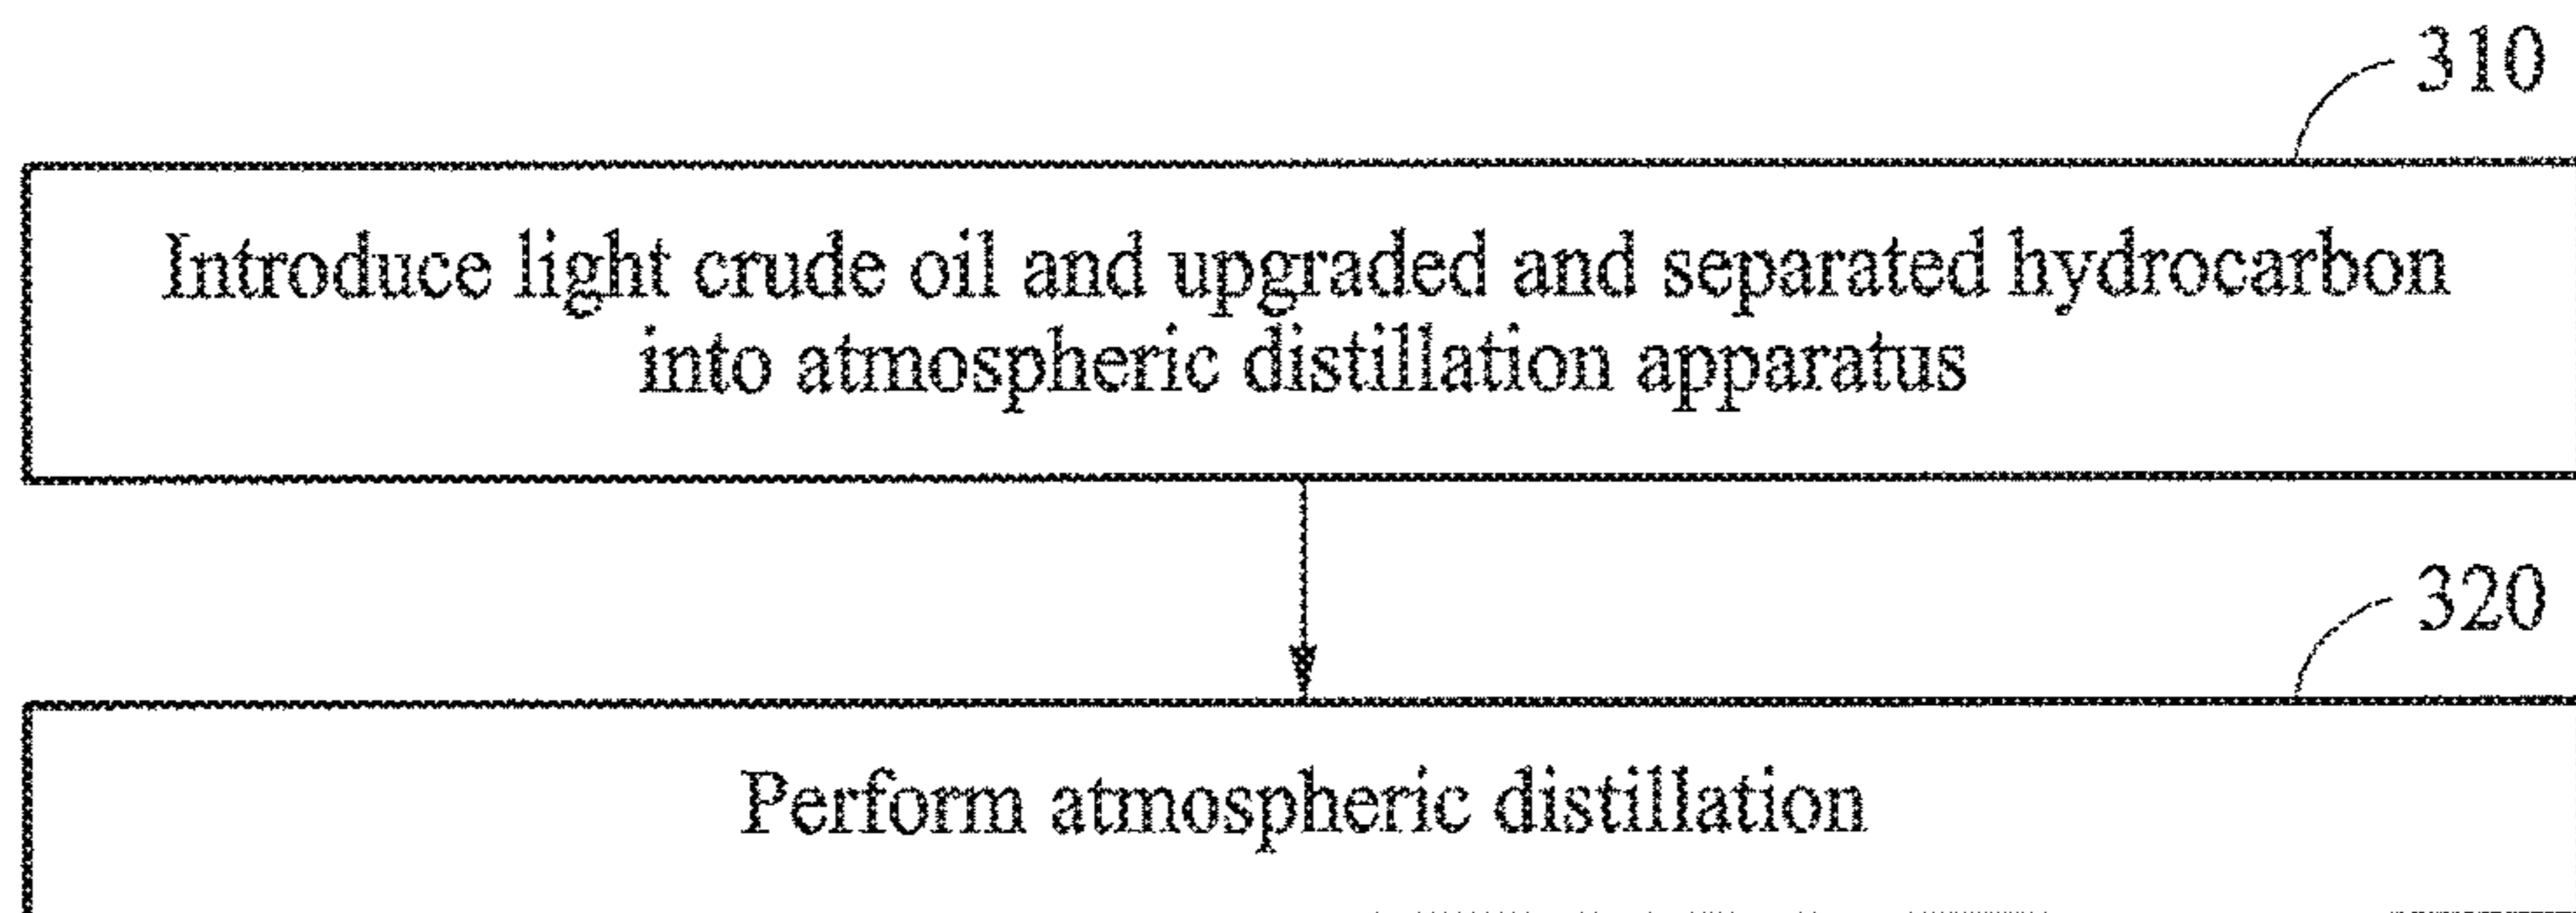 310
Introduce light crude oil and upgraded and separated hydrocarbon
into atmospheric distillation apparatus
320
Perform atmospheric distillation